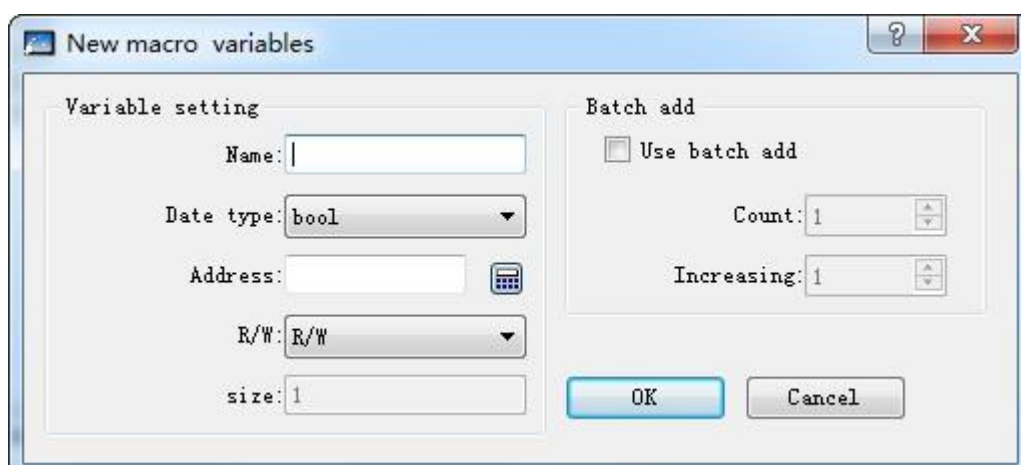 New macro variables
Variable setting
Name:
Date type: bool
Address:
R/W: R/W
size: 1
Batch add
Use batch add
Count: 1
Increasing: 1
OK
Cancel